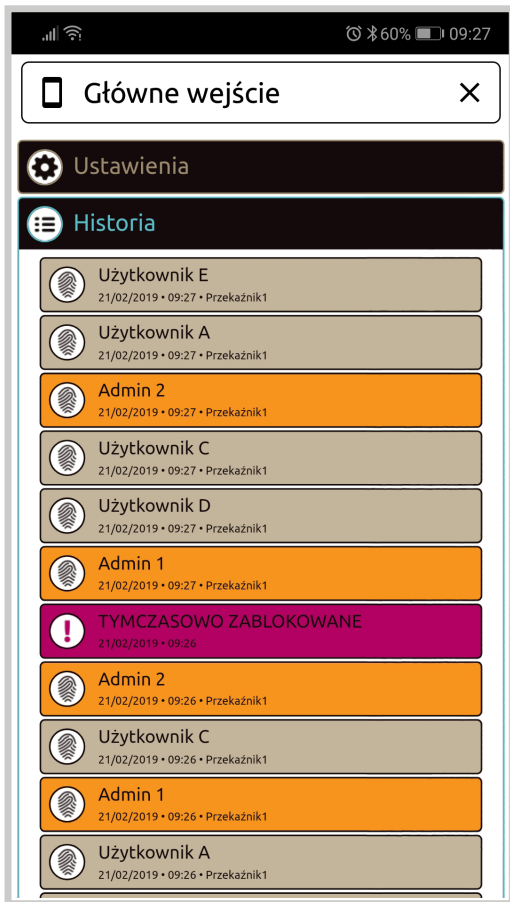 60% 09:27
Główne wejście
Ustawienia
Historia
Użytkownik E
21/02/2019 • 09:27 • Przekaźnik1
Użytkownik A
21/02/2019 • 09:27 • Przekaźnik1
Admin 2
21/02/2019 • 09:27 • Przekaźnik1
Użytkownik C
21/02/2019 • 09:27 • Przekaźnik1
Użytkownik D
21/02/2019 • 09:27 • Przekaźnik1
Admin 1
21/02/2019 • 09:27 • Przekaźnik1
TYMCZASOWO ZABLOKOWANE
21/02/2019 • 09:26
Admin 2
21/02/2019 • 09:26 • Przekaźnik1
Użytkownik C
21/02/2019 • 09:26 • Przekaźnik1
Admin 1
21/02/2019 • 09:26 • Przekaźnik1
Użytkownik A
21/02/2019 • 09:26 • Przekaźnik1